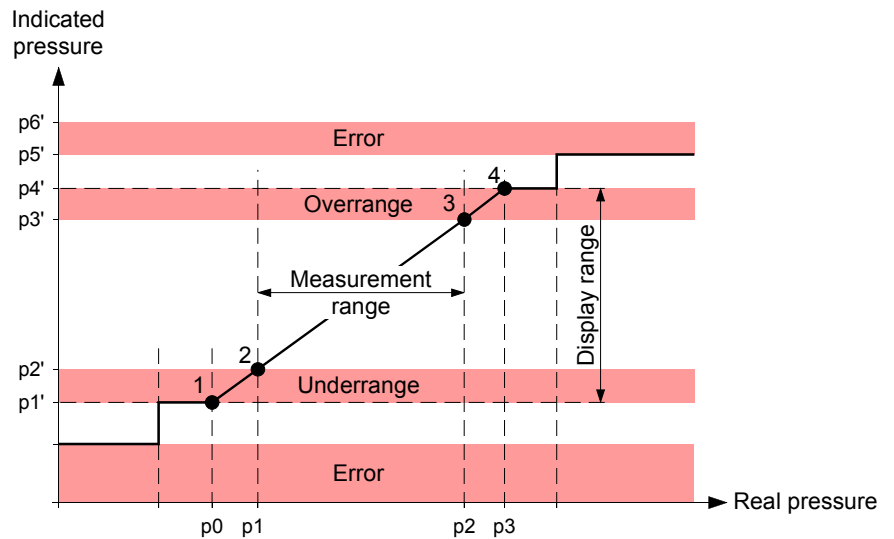 Indicated
pressure
p6'
Error
p5'
p4'
4
Overrange
3
p3'
Display range
Measurement
range
p2'
2
1
Underrange
p1'
Error
Real pressure
p0
p1
p2
p3